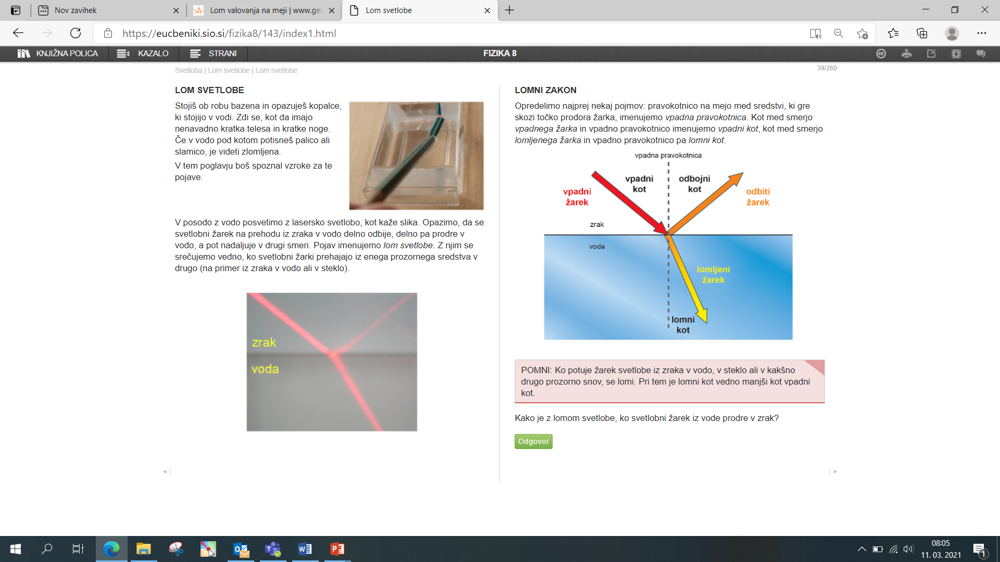 Nov zavihek
Lom valovanja na meji | www.geo
Lom svetlobe
https://eucbeniki.sio.si/fizika8/143/index1.html
KNJIŽNA POLICA
KAZALO
STRANI
FIZIKA 8
Svetloba | Lom svetlobe | Lom svetlobe
39/260
LOM SVETLOBE
Stojiš ob robu bazena in opazuješ kopalce,
ki stojijo v vodi. Zdi se, kot da imajo
nenavadno kratka telesa in kratke noge.
Če v vodo pod kotom potisneš palico ali
slamico, je videti zlomljena.
V tem poglavju boš spoznal vzroke za te
pojave.
V posodo z vodo posvetimo z lasersko svetlobo, kot kaže slika. Opazimo, da se
svetlobni žarek na prehodu iz zraka v vodo delno odbije, delno pa prodre v
vodo, a pot nadaljuje v drugi smeri. Pojav imenujemo lom svetlobe. Z njim se
srečujemo vedno, ko svetlobni žarki prehajajo iz enega prozornega sredstva v
drugo (na primer iz zraka v vodo ali v steklo).
zrak
voda
LOMNI ZAKON
Opredelimo najprej nekaj pojmov: pravokotnico na mejo med sredstvi, ki gre
skozi točko prodora žarka, imenujemo vpadna pravokotnica. Kot med smerjo
vpadnega žarka in vpadno pravokotnico imenujemo vpadni kot, kot med smerjo
lomljenega žarka in vpadno pravokotnico pa lomni kot.
vpadna pravokotnica
vpadni
kot
odbojni
kot
vpadni
žarek
odbiti
žarek
zrak
voda
lomljeni
žarek
lomni
kot
POMNI: Ko potuje žarek svetlobe iz zraka v vodo, v steklo ali v kakšno
drugo prozorno snov, se lomi. Pri tem je lomni kot vedno manjši kot vpadni
kot.
Kako je z lomom svetlobe, ko svetlobni žarek iz vode prodre v zrak?
Odgovor
<
>
08:05
11. 03. 2021
1